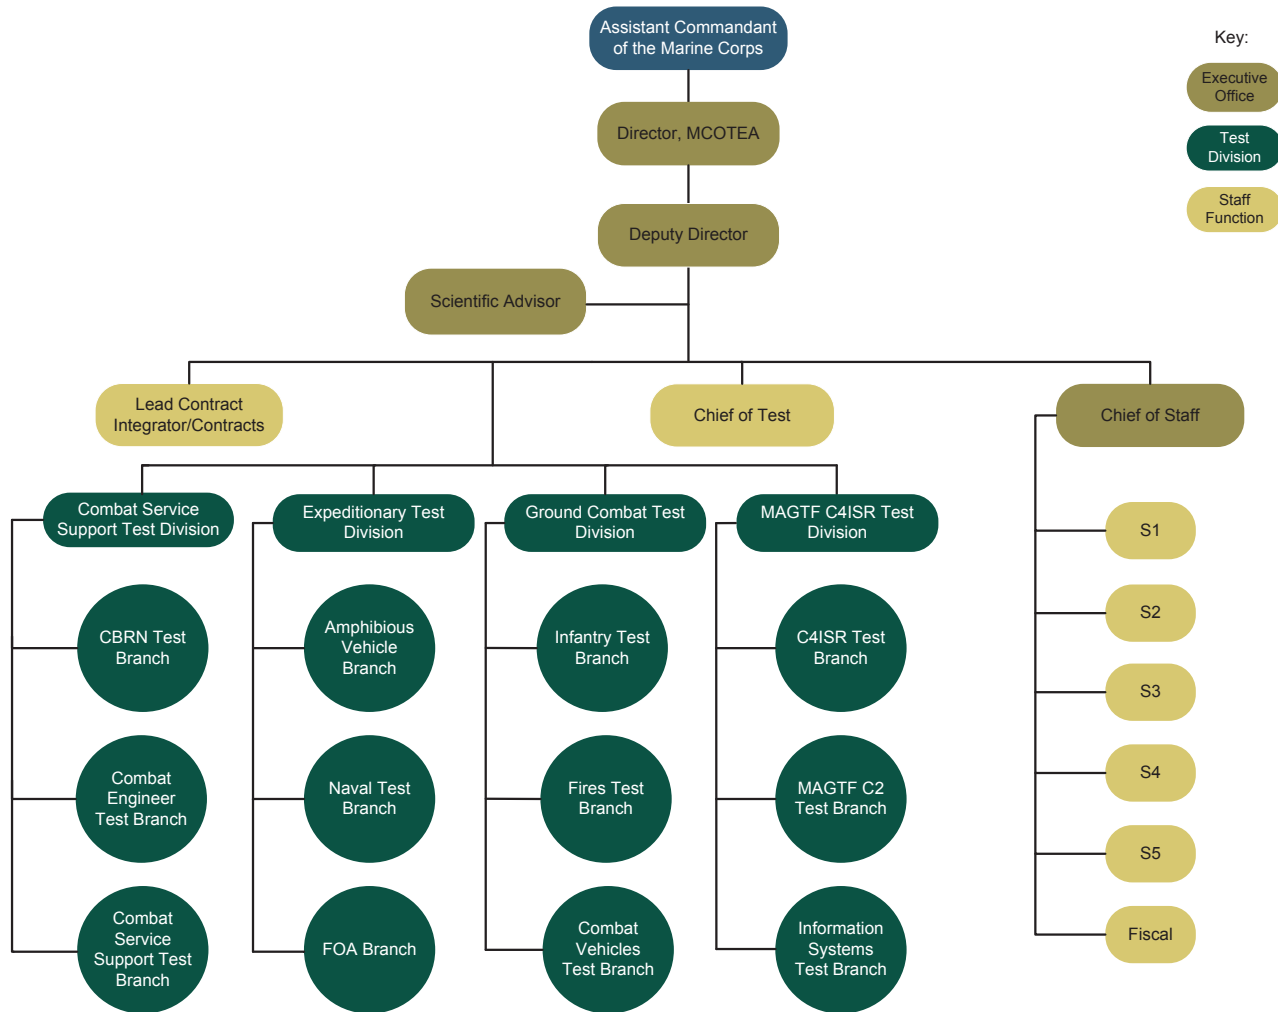 Assistant Commandant
of the Marine Corps
Key:
Executive
Office
Director, MCOTEA
Test
Division
Staff
Function
Deputy Director
Scientific Advisor
Lead Contract
Integrator/Contracts
Chief of Test
Chief of Staff
Combat Service
Support Test Division
Expeditionary Test
Division
Ground Combat Test
Division
MAGTF C4ISR Test
Division
CBRN Test
Branch
Combat
Engineer
Test Branch
Combat
Service
Support Test
Branch
Amphibious
Vehicle
Branch
Naval Test
Branch
FOA Branch
Infantry Test
Branch
Fires Test
Branch
Combat
Vehicles
Test Branch
C4ISR Test
Branch
MAGTF C2
Test Branch
Information
Systems
Test Branch
S1
S2
S3
S4
S5
Fiscal